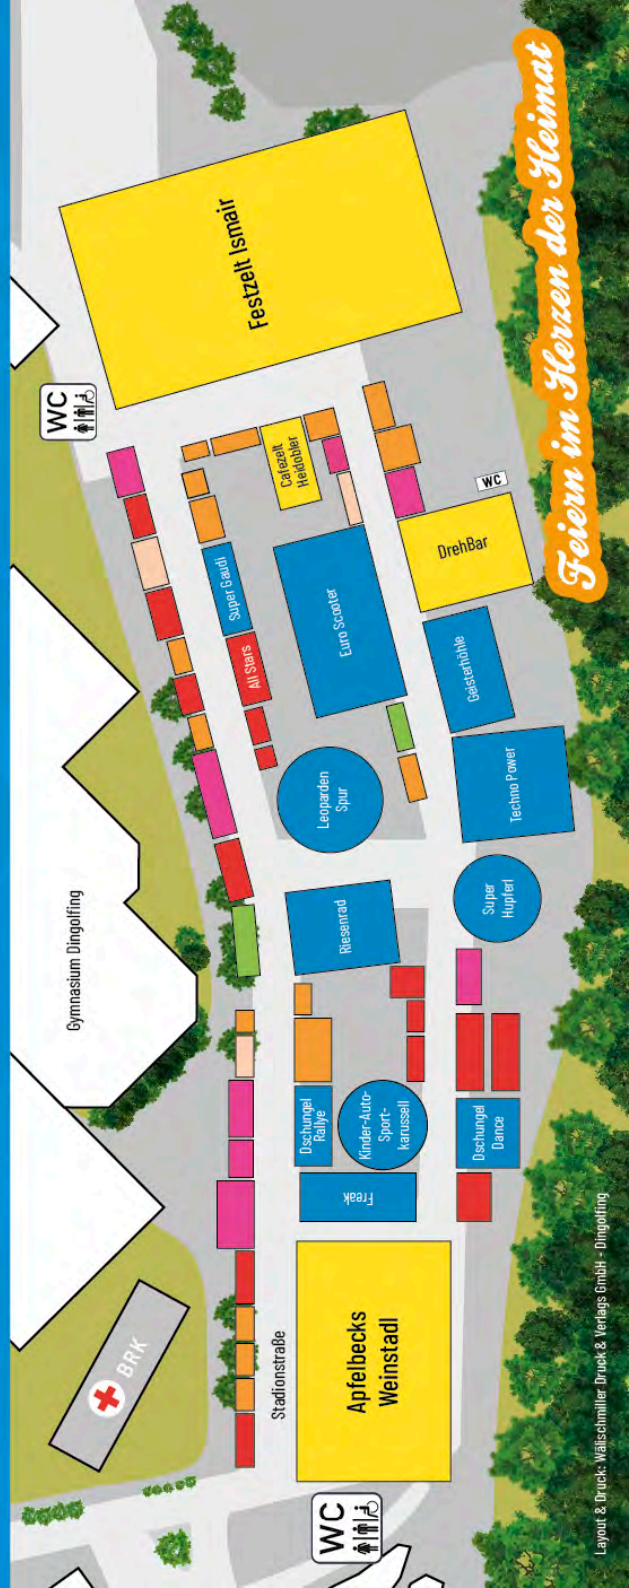 Feiern im Herzen der Heimat
Festzelt Ismair
WC
Cafezelt
Heidobler
WC
DrehBar
Super Gaudi
Euro Scooter
All Stars
Geisterhöhle
Leoparden
Spur
Techno Power
Riesenrad
Super
Hupferl
Gymnasium Dingolfing
Dschungel
Rallye
Kinder-Auto-
Sport-
karussell
Dschungel
Dance
Freak
BRK
Stadionstraße
Apfelbecks
Weinstadl
WC
Layout & Druck: Wälischmiller Druck & Verlags GmbH - Dingolfing